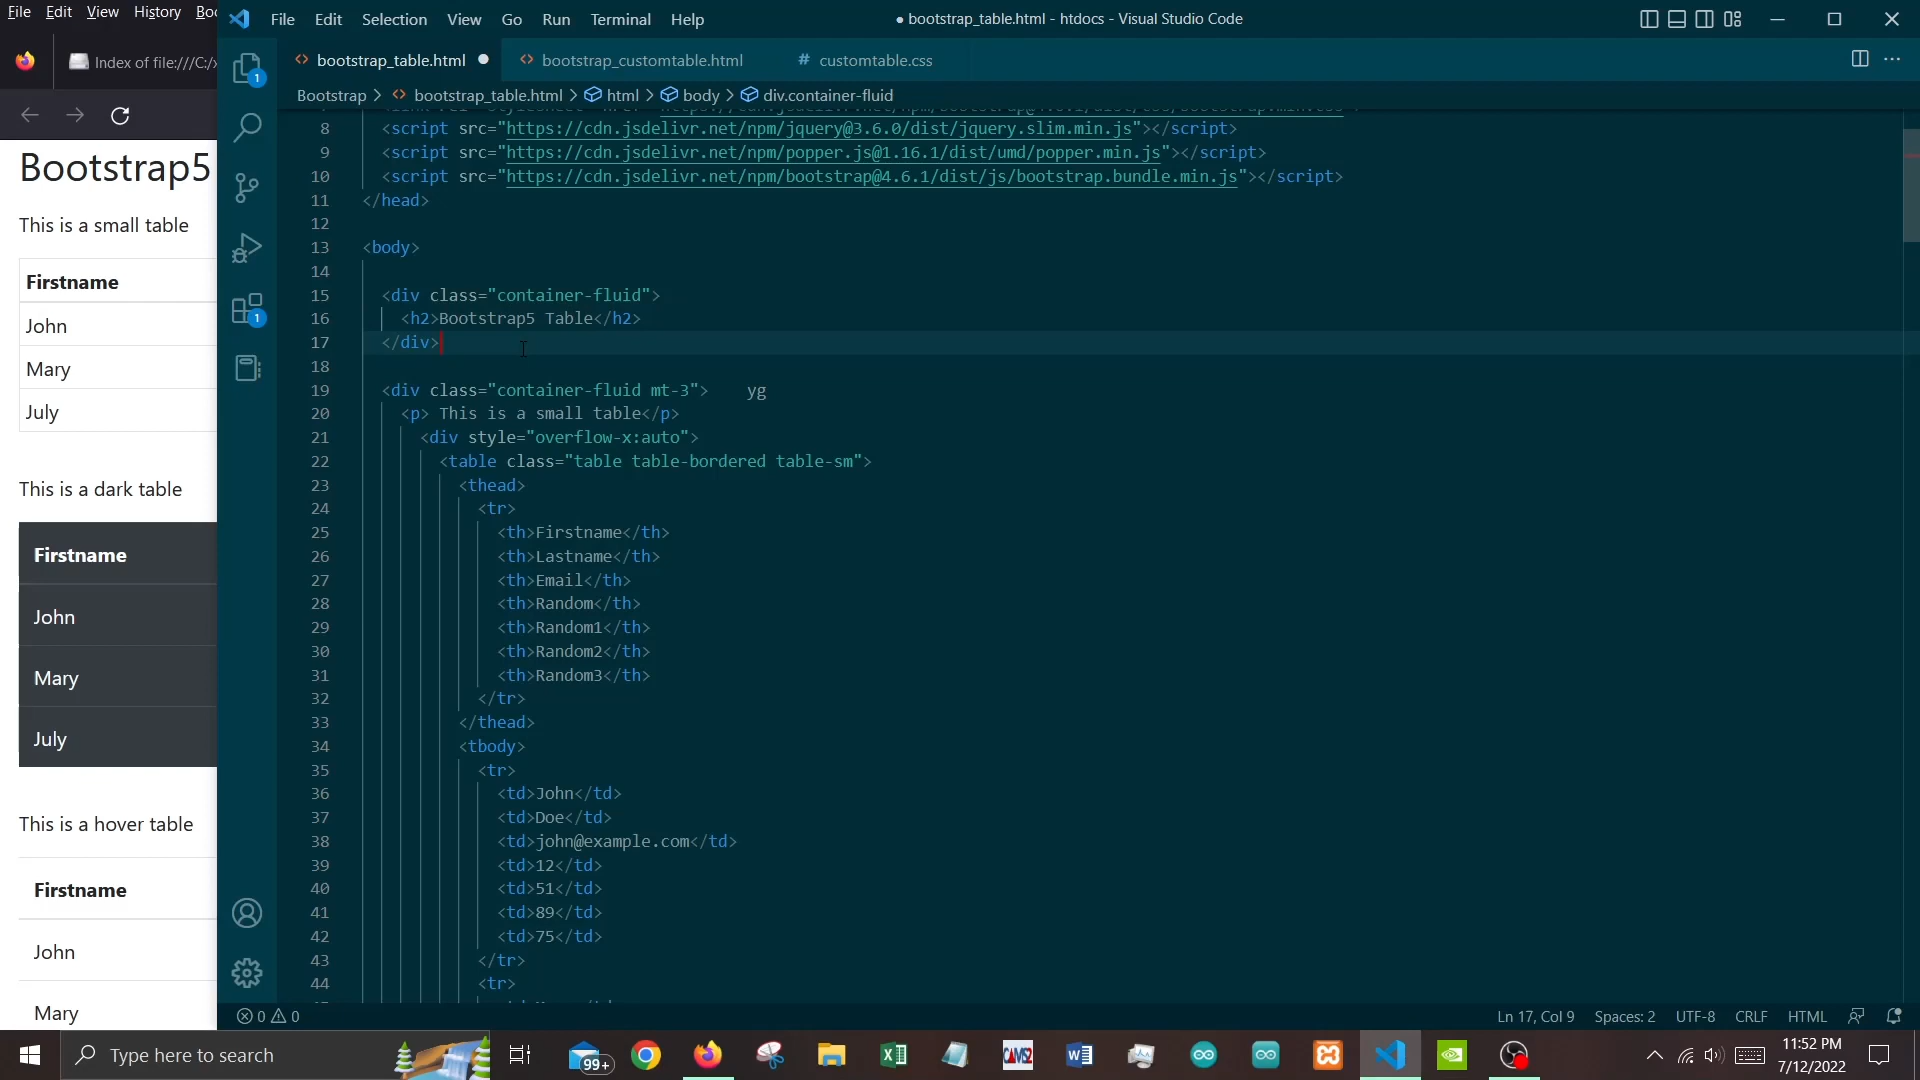 File Edit View History Boo
Index of file:///C:/x
Bootstrap5
This is a small table
Firstname
John
Mary
July
This is a dark table
Firstname
John
Mary
July
This is a hover table
Firstname
John
Mary
File Edit Selection View Go Run Terminal Help
● bootstrap_table.html - htdocs - Visual Studio Code
bootstrap_table.html ●
<> bootstrap_customtable.html
# customtable.css
Bootstrap > <> bootstrap_table.html > html > body > div.container-fluid
1
1
8 <script src="https://cdn.jsdelivr.net/npm/jquery@3.6.0/dist/jquery.slim.min.js"></script>
9 <script src="https://cdn.jsdelivr.net/npm/popper.js@1.16.1/dist/umd/popper.min.js"></script>
10 <script src="https://cdn.jsdelivr.net/npm/bootstrap@4.6.1/dist/js/bootstrap.bundle.min.js"></script>
11 </head>
12
13 <body>
14
15 <div class="container-fluid">
16 <h2>Bootstrap5 Table</h2>
17 </div>
18
19 <div class="container-fluid mt-3"> yg
20 <p> This is a small table</p>
21 <div style="overflow-x:auto">
22 <table class="table table-bordered table-sm">
23 <thead>
24 <tr>
25 <th>Firstname</th>
26 <th>Lastname</th>
27 <th>Email</th>
28 <th>Random</th>
29 <th>Random1</th>
30 <th>Random2</th>
31 <th>Random3</th>
32 </tr>
33 </thead>
34 <tbody>
35 <tr>
36 <td>John</td>
37 <td>Doe</td>
38 <td>john@example.com</td>
39 <td>12</td>
40 <td>51</td>
41 <td>89</td>
42 <td>75</td>
43 </tr>
44 <tr>
0 0
Ln 17, Col 9 Spaces: 2 UTF-8 CRLF HTML
Type here to search
99+
CAMS2
11:52 PM
7/12/2022